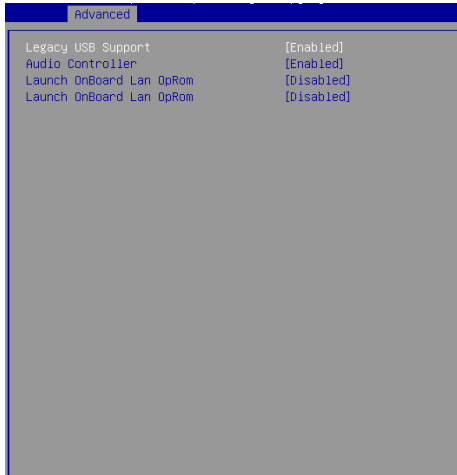 Advanced
Legacy USB Support [Enabled]
Audio Controller [Enabled]
Launch OnBoard Lan OpRom [Disabled]
Launch OnBoard Lan OpRom [Disabled]